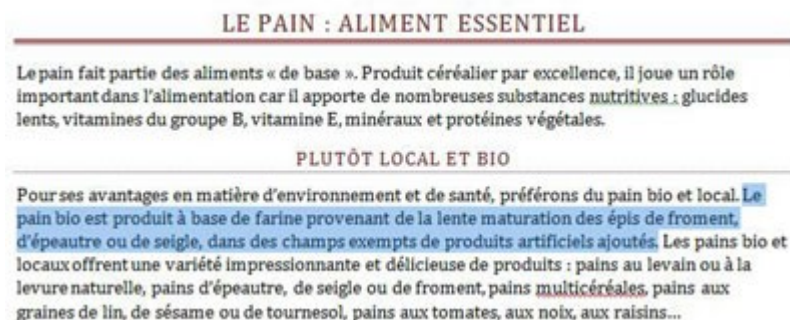 LE PAIN : ALIMENT ESSENTIEL
Le pain fait partie des aliments « de base ». Produit céréalier par excellence, il joue un rôle
important dans l'alimentation car il apporte de nombreuses substances nutritives : glucides
lents, vitamines du groupe B, vitamine E, minéraux et protéines végétales.
PLUTÔT LOCAL ET BIO
Pour ses avantages en matière d'environnement et de santé, préférons du pain bio et local. Le
pain bio est produit à base de farine provenant de la lente maturation des épis de froment,
d'épeautre ou de seigle, dans des champs exempts de produits artificiels ajoutés. Les pains bio et
locaux offrent une variété impressionnante et délicieuse de produits : pains au levain ou à la
levure naturelle, pains d'épeautre, de seigle ou de froment, pains multicéréales, pains aux
graines de lin, de sésame ou de tournesol, pains aux tomates, aux noix, aux raisins...